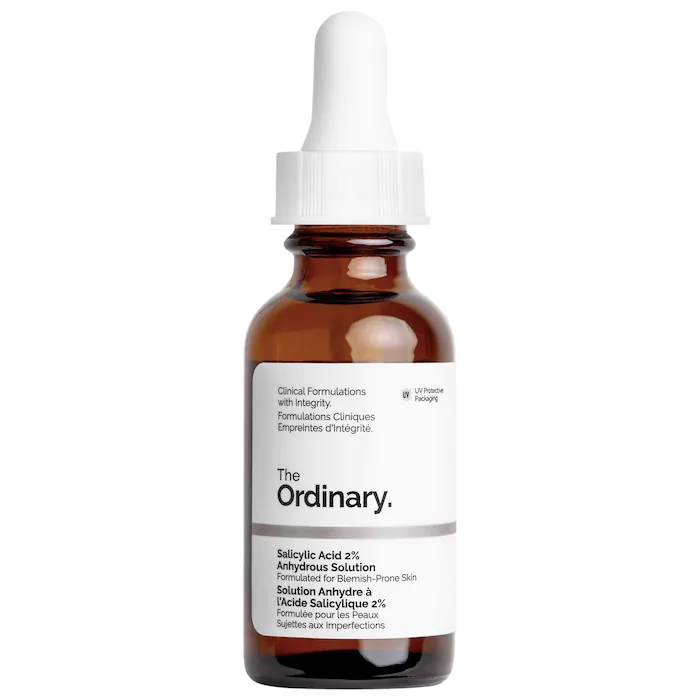 Clinical Formulations
with Integrity.
Formulations Cliniques
Empreintes d'Intégrité.
UV
UV Protective
Packaging
The
Ordinary.
Salicylic Acid 2%
Anhydrous Solution
Formulated for Blemish-Prone Skin
Solution Anhydre à
l'Acide Salicylique 2%
Formulée pour les Peaux
Sujettes aux Imperfections